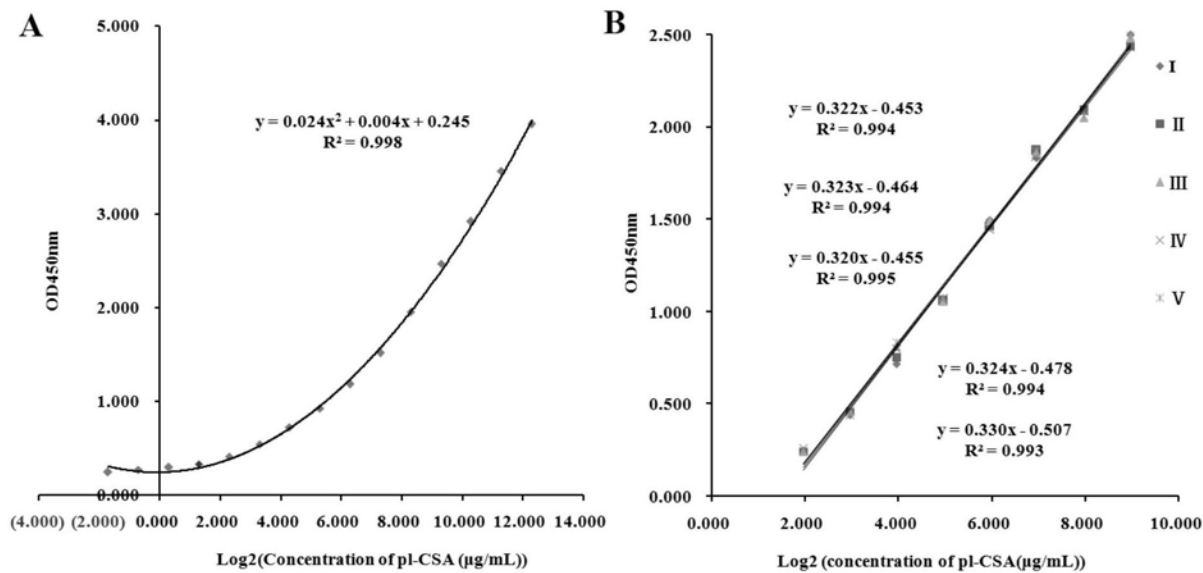 A
5.000
4.000
3.000
2.000
1.000
0.000
OD450nm
y = 0.024x² + 0.004x + 0.245
R² = 0.998
(4.000) (2.000) 0.000 2.000 4.000 6.000 8.000 10.000 12.000 14.000
Log2(Concentration of pl-CSA (μg/mL))
B
2.500
2.000
1.500
1.000
0.500
0.000
OD450nm
y = 0.322x - 0.453
R² = 0.994
y = 0.323x - 0.464
R² = 0.994
y = 0.320x - 0.455
R² = 0.995
y = 0.324x - 0.478
R² = 0.994
y = 0.330x - 0.507
R² = 0.993
I
II
III
IV
V
0.000 2.000 4.000 6.000 8.000 10.000
Log2 (concentration of pl-CSA(μg/mL))